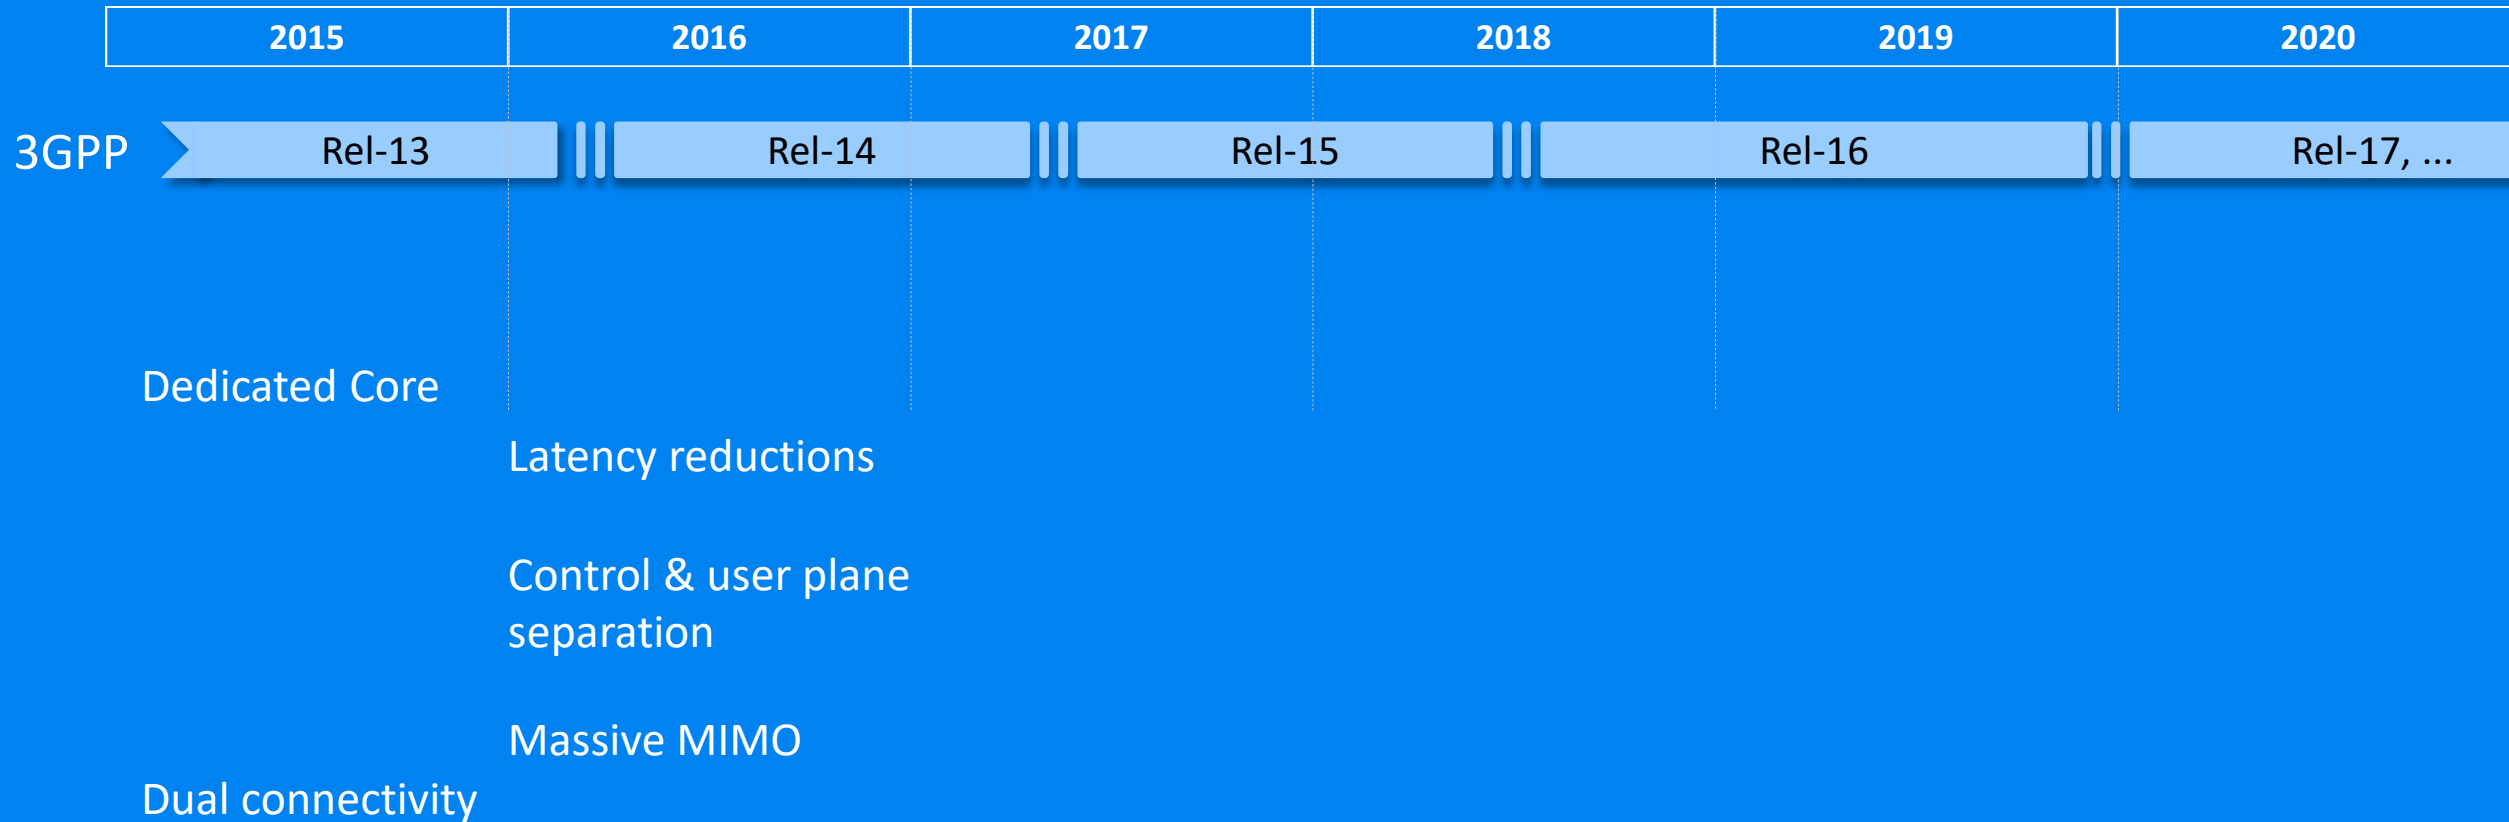 2015 2016 2017 2018 2019 2020
3GPP Rel-13 Rel-14 Rel-15 Rel-16 Rel-17, ...
Dedicated Core
Latency reductions
Control & user plane
separation
Massive MIMO
Dual connectivity